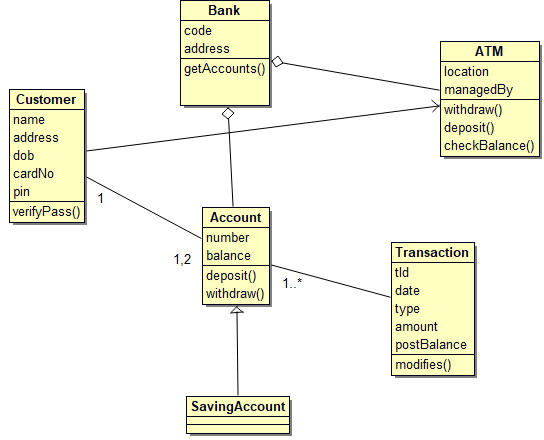 Bank
code
address
getAccounts()
ATM
location
managedBy
withdraw()
deposit()
checkBalance()
Customer
name
address
dob
cardNo
pin
verifyPass()
1
1,2
Account
number
balance
deposit()
withdraw()
1..*
Transaction
tId
date
type
amount
postBalance
modifies()
SavingAccount